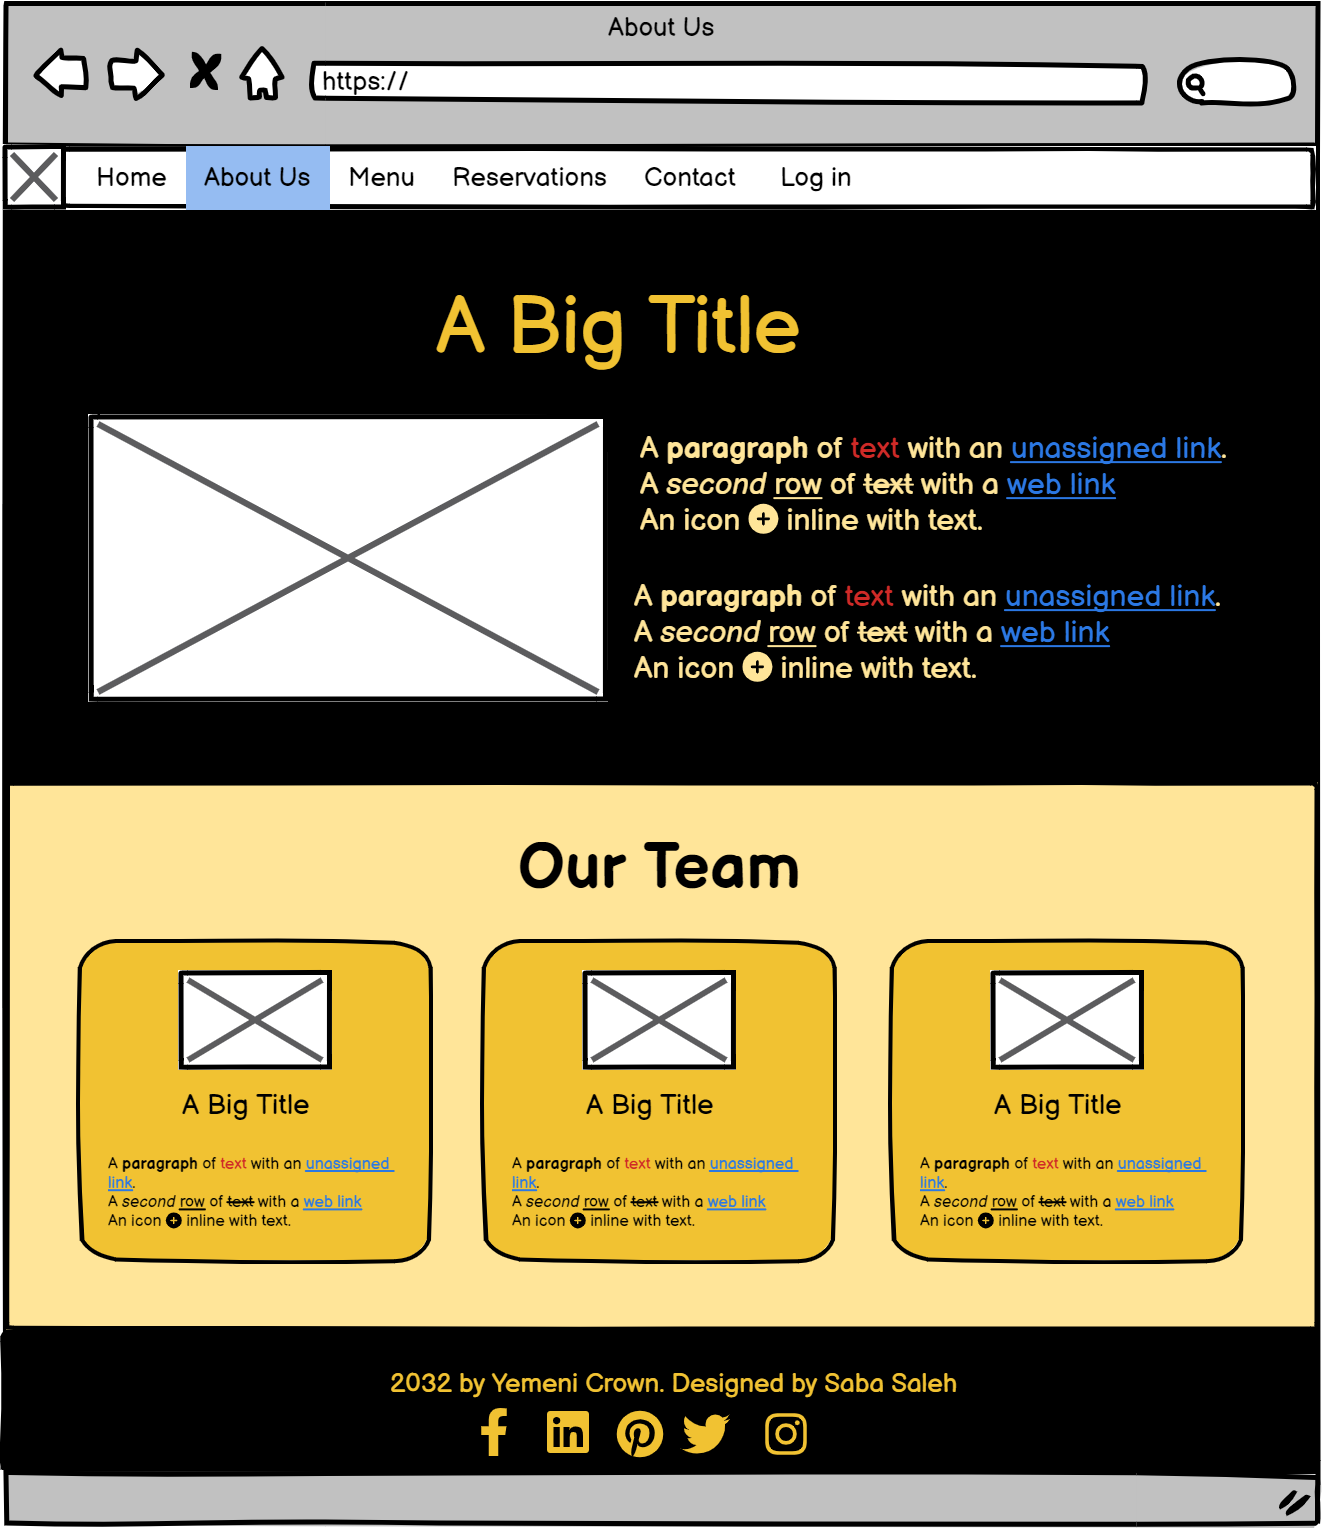 About Us
https://
Home About Us Menu Reservations Contact Log in
A Big Title
A paragraph of text with an unassigned link.
A second row of text with a web link
An icon inline with text.
A paragraph of text with an unassigned link.
A second row of text with a web link
An icon inline with text.
Our Team
A Big Title
A paragraph of text with an unassigned
link.
A second row of text with a web link
An icon inline with text.
A Big Title
A paragraph of text with an unassigned
link.
A second row of text with a web link
An icon inline with text.
A Big Title
A paragraph of text with an unassigned
link.
A second row of text with a web link
An icon inline with text.
2032 by Yemeni Crown. Designed by Saba Saleh